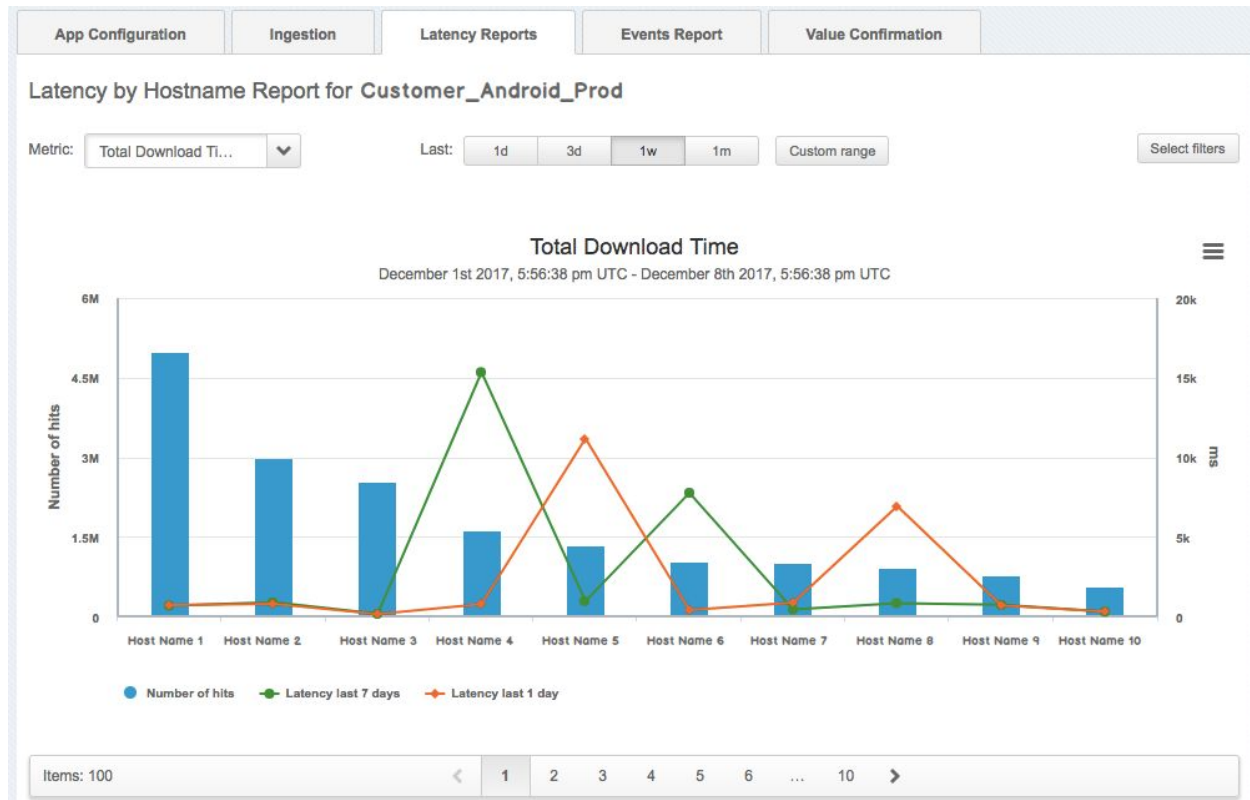 App Configuration Ingestion Latency Reports Events Report Value Confirmation
Latency by Hostname Report for Customer_Android_Prod
Metric: Total Download Ti... Last: 1d 3d 1w 1m Custom range Select filters
Total Download Time
December 1st 2017, 5:56:38 pm UTC - December 8th 2017, 5:56:38 pm UTC
6M 20k
4.5M 15k
Number of hits
3M 10k ms
1.5M 5k
0 0
Host Name 1 Host Name 2 Host Name 3 Host Name 4 Host Name 5 Host Name 6 Host Name 7 Host Name 8 Host Name 9 Host Name 10
Number of hits Latency last 7 days Latency last 1 day
Items: 100 1 2 3 4 5 6 ... 10